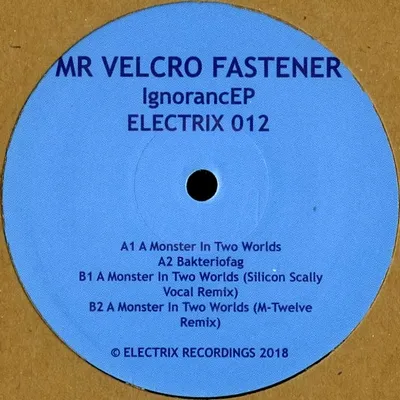 MR VELCRO FASTENER
IgnorancEP
ELECTRIX 012
A1 A Monster In Two Worlds
A2 Bakteriofag
B1 A Monster In Two Worlds (Silicon Scally
Vocal Remix)
B2 A Monster In Two Worlds (M-Twelve
Remix)
© ELECTRIX RECORDINGS 2018